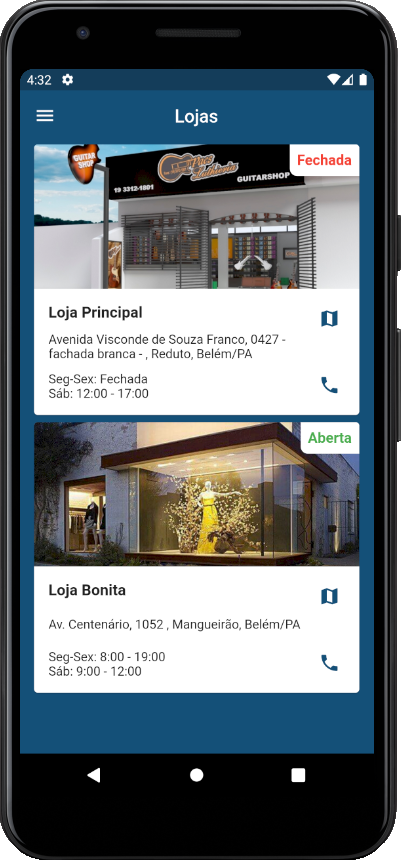 4:32
Lojas
GUITAR
SHOP
19 3312-1801
GUITARSHOP
Fechada
Loja Principal
Avenida Visconde de Souza Franco, 0427 -
fachada branca - , Reduto, Belém/PA
Seg-Sex: Fechada
Sáb: 12:00 - 17:00
Aberta
Loja Bonita
Av. Centenário, 1052 , Mangueirão, Belém/PA
Seg-Sex: 8:00 - 19:00
Sáb: 9:00 - 12:00